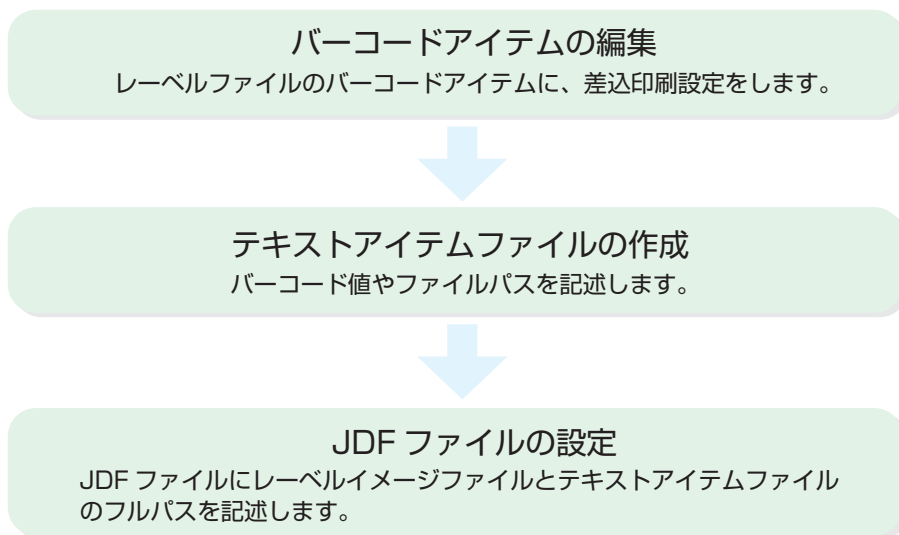 バーコードアイテムの編集
レーベルファイルのバーコードアイテムに、差込印刷設定をします。
テキストアイテムファイルの作成
バーコード値やファイルパスを記述します。
JDF ファイルの設定
JDF ファイルにレーベルイメージファイルとテキストアイテムファイル
のフルパスを記述します。